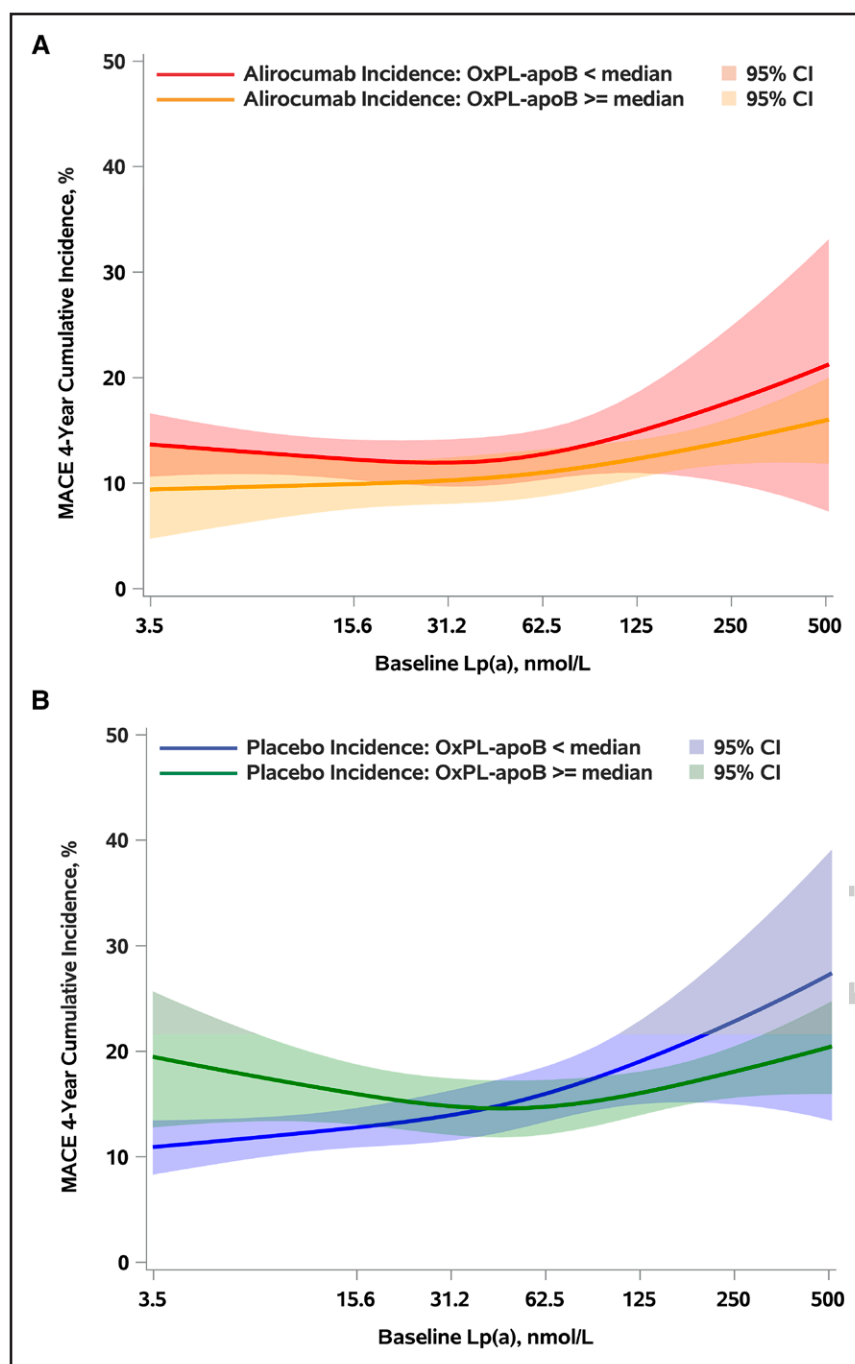 A
Alirocumab Incidence: OxPL-apoB < median 95% CI
Alirocumab Incidence: OxPL-apoB >= median 95% CI
MACE 4-Year Cumulative Incidence, %
50
40
30
20
10
0
3.5 15.6 31.2 62.5 125 250 500
Baseline Lp(a), nmol/L
B
Placebo Incidence: OxPL-apoB < median 95% CI
Placebo Incidence: OxPL-apoB >= median 95% CI
MACE 4-Year Cumulative Incidence, %
50
40
30
20
10
0
3.5 15.6 31.2 62.5 125 250 500
Baseline Lp(a), nmol/L